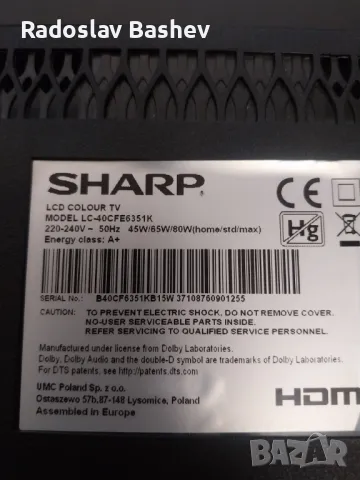 Radoslav Bashev
SHARP
LCD COLOUR TV
MODEL LC-40CFE6351K
220-240V ~ 50Hz 45W/65W/80W(home/std/max)
Energy class: A+
CE
Hg
SERIAL No.: B40CF6351KB15W 37108760901255
CAUTION: TO PREVENT ELECTRIC SHOCK, DO NOT REMOVE COVER.
NO-USER SERVICEABLE PARTS INSIDE.
REFER SERVICING TO QUALIFIED SERVICE PERSONNEL.
Manufactured under license from Dolby Laboratories.
Dolby, Dolby Audio and the double-D symbol are trademarks of Dolby Laboratories.
For DTS patents, see http://patents.dts.com
UMC Poland Sp. z o.o.
Ostaszewo 57b,87-148 Lysomice, Poland
Assembled in Europe
HDM
BAZAR